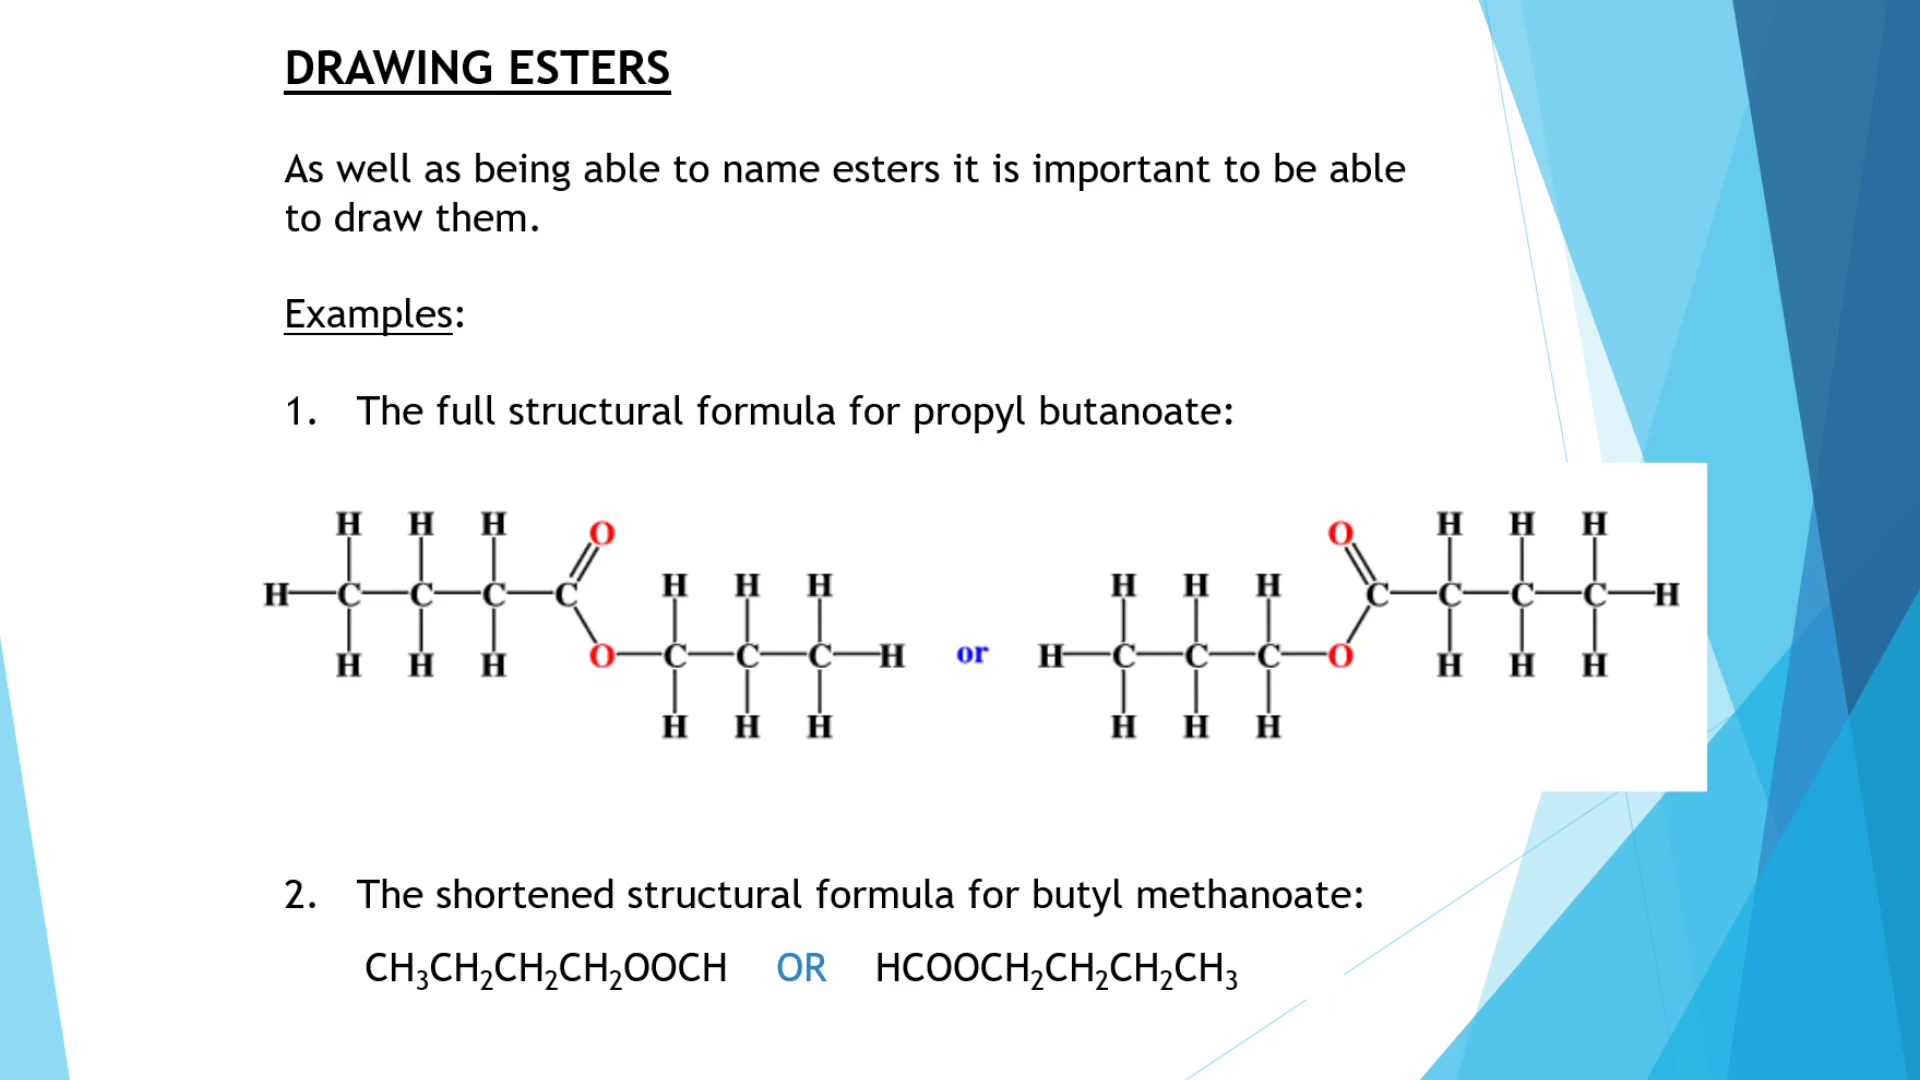 DRAWING ESTERS
As well as being able to name esters it is important to be able
to draw them.
Examples:
1. The full structural formula for propyl butanoate:
H H H O O H H H
H H H H H H
H C C C C C C C C H
O C C C H or H C C C O
H H H H H H
H H H H H H
2. The shortened structural formula for butyl methanoate:
CH₃CH₂CH₂CH₂OOCH OR HCOOCH₂CH₂CH₂CH₃